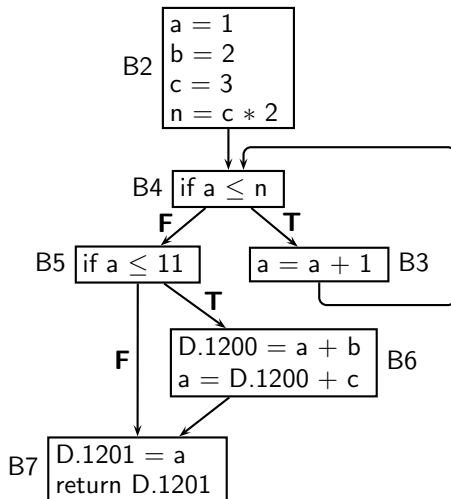 B2
a = 1
b = 2
c = 3
n = c * 2
B4
if a ≤ n
F
T
B5
if a ≤ 11
a = a + 1
B3
T
F
D.1200 = a + b
a = D.1200 + c
B6
B7
D.1201 = a
return D.1201